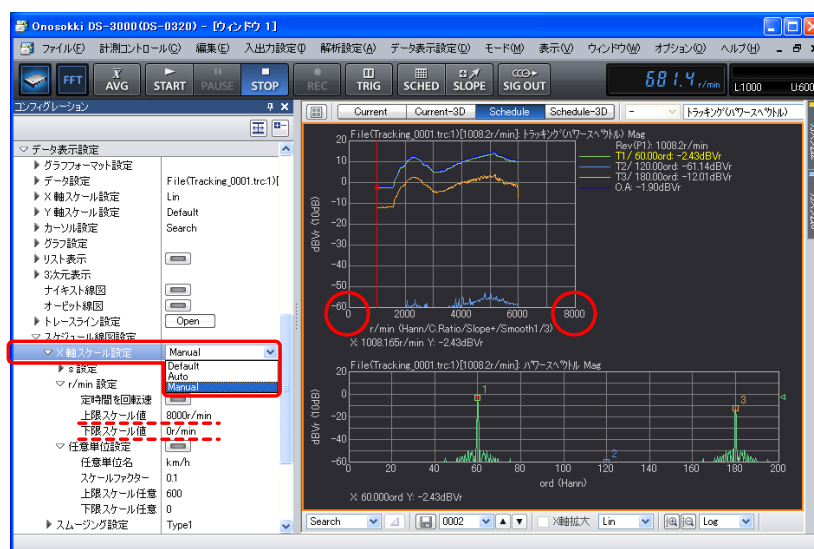 Onosokki DS-3000(DS-0320) - [ウィンドウ 1]
ファイル(F) 計測コントロール(C) 編集(E) 入出力設定(I) 解析設定(A) データ表示設定(D) モード(M) 表示(V) ウィンドウ(W) オプション(O) ヘルプ(H)
FFT X AVG START PAUSE STOP REC TRIG SCHED SLOPE SIG OUT 681.4 r/min L:1000 U:600
コンフィグレーション
Current Current-3D Schedule Schedule-3D - トラッキング(パワースペクトル)
データ表示設定
グラフフォーマット設定
データ設定 File(Tracking_0001.trc:1)[
X 軸スケール設定 Lin
Y 軸スケール設定 Default
カーソル設定 Search
グラフ設定
リスト表示
3次元表示
ナイキスト線図
オービット線図
トレースライン設定 Open
スケジュール線図設定
X 軸スケール設定 Manual
Default
Auto
Manual
s 設定
r/min 設定
定時間を回転速
上限スケール値 8000r/min
下限スケール値 0r/min
任意単位設定
任意単位名 km/h
スケールファクター 0.1
上限スケール任意 600
下限スケール任意 0
スムージング設定 Type1
File(Tracking_0001.trc:1)[1008.2r/min]: トラッキング(パワースペクトル) Mag
Rev(P1): 1008.2r/min
T1/ 60.00ord: -2.43dBVr
T2/ 120.00ord: -61.14dBVr
T3/ 180.00ord: -12.01dBVr
O.A: -1.90dBVr
20
10
0
-10
-20
-30
-40
-50
-60
dBVr (10dB)
0 2000 4000 6000 8000
r/min (Hann/C.Ratio/Slope+/Smooth1/3)
X: 1008.165r/min Y: -2.43dBVr
File(Tracking_0001.trc:1)[1008.2r/min]: パワースペクトル Mag
20
0
-20
-40
-60
dBVr (10dB)
1
2
3
0 20 40 60 80 100 120 140 160 180 200
ord (Hann)
X: 60.000ord Y: -2.43dBVr
Search 0002 X軸拡大 Lin Log